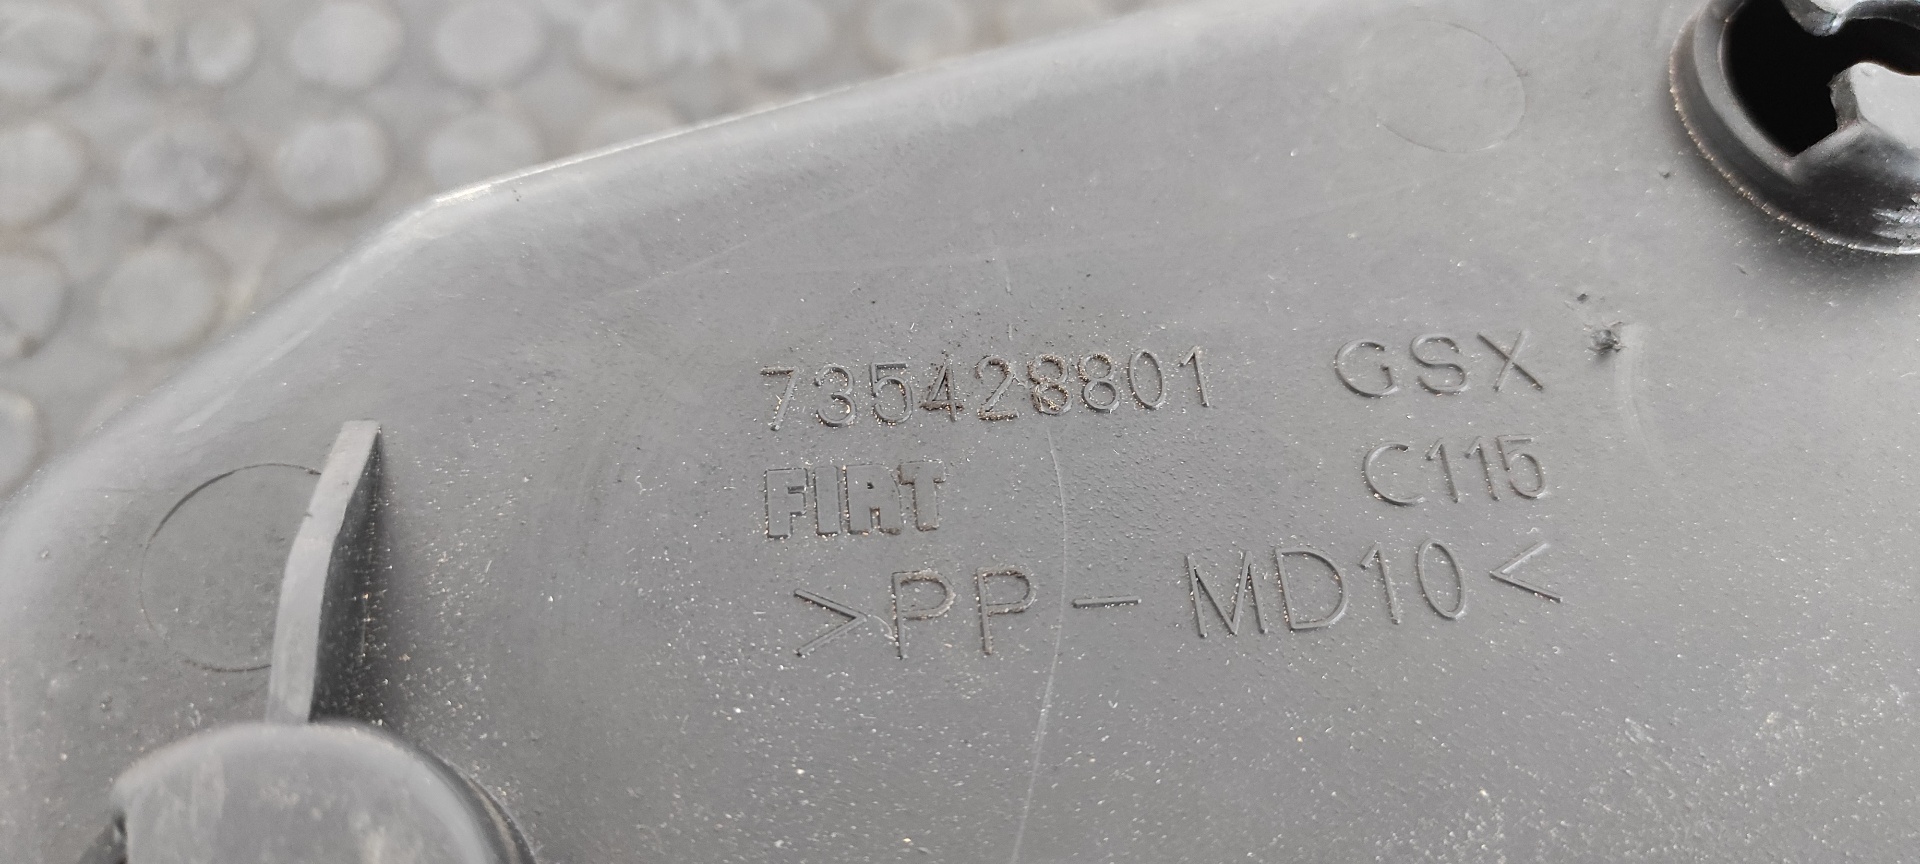 735428801 GSX
FIAT C115
>PP-MD10<